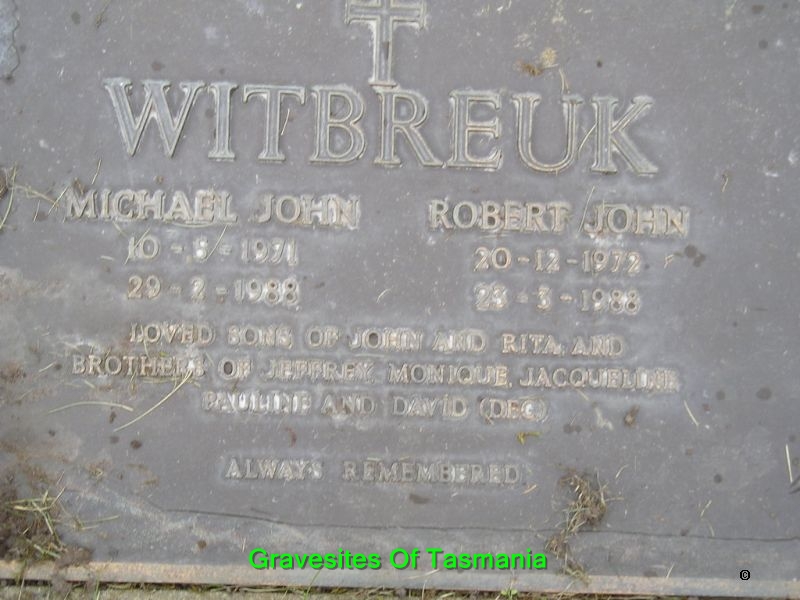 WITBREUK
MICHAEL JOHN ROBERT JOHN
10 - 8 - 1971 20 - 12 - 1972
29 - 2 - 1988 23 - 3 - 1988
LOVED SONS OF JOHN AND RITA, AND
BROTHERS OF JEFFREY, MONIQUE, JACQUELINE
PAULINE AND DAVID (DEC)
ALWAYS REMEMBERED
Gravesites Of Tasmania
©